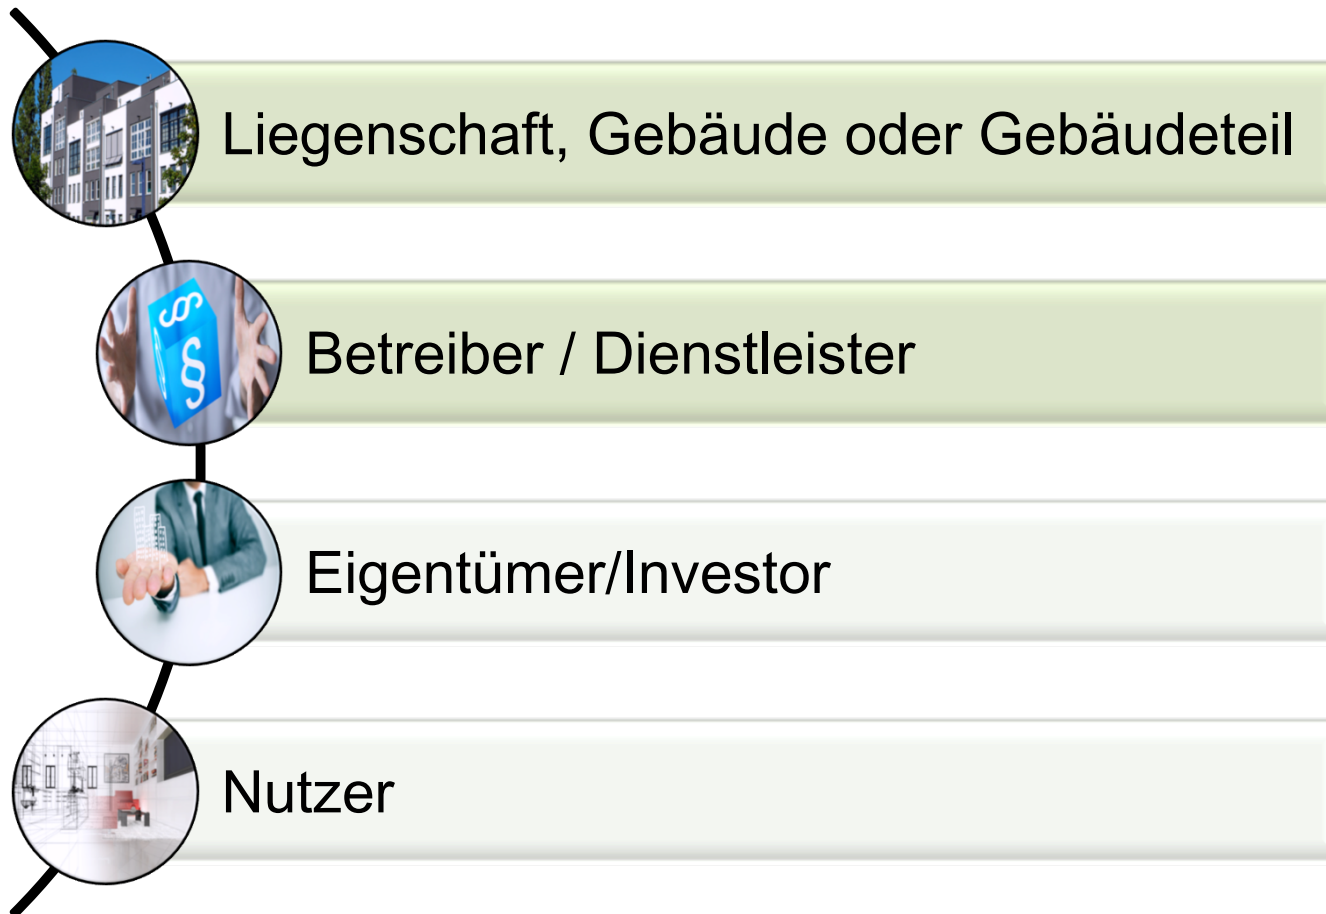 Liegenschaft, Gebäude oder Gebäudeteil
§
§
Betreiber / Dienstleister
Eigentümer/Investor
Nutzer